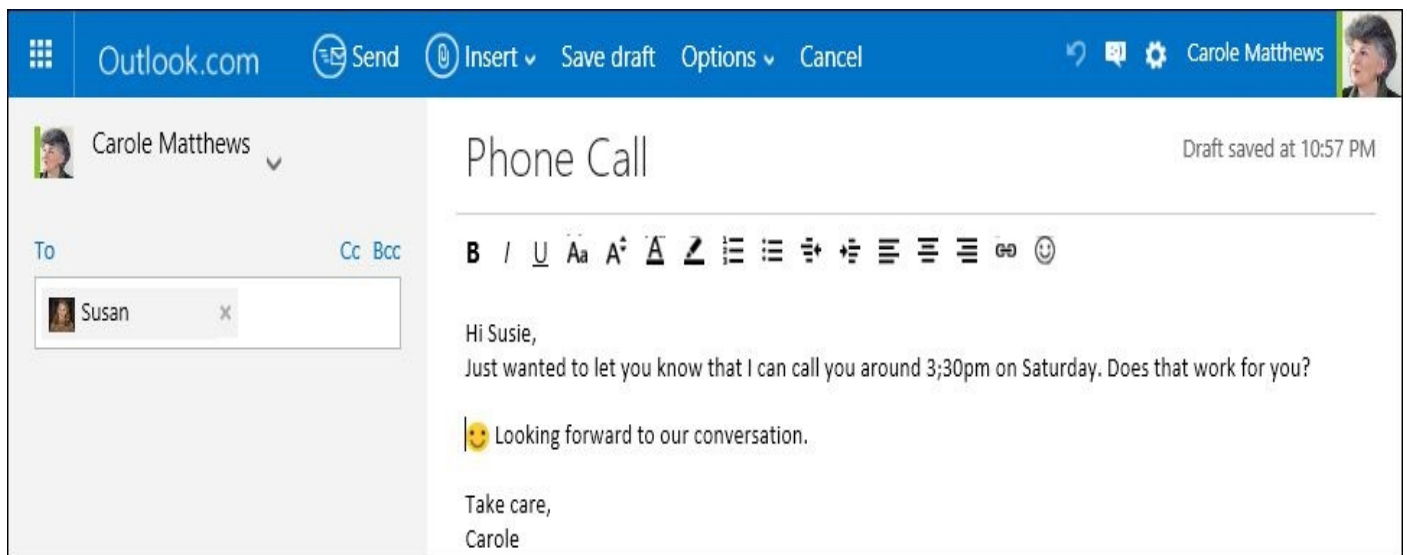 Outlook.com Send Insert Save draft Options Cancel Carole Matthews
Carole Matthews
To Cc Bcc
Susan
Phone Call Draft saved at 10:57 PM
B I U Aa A A
Hi Susie,
Just wanted to let you know that I can call you around 3;30pm on Saturday. Does that work for you?
Looking forward to our conversation.
Take care,
Carole